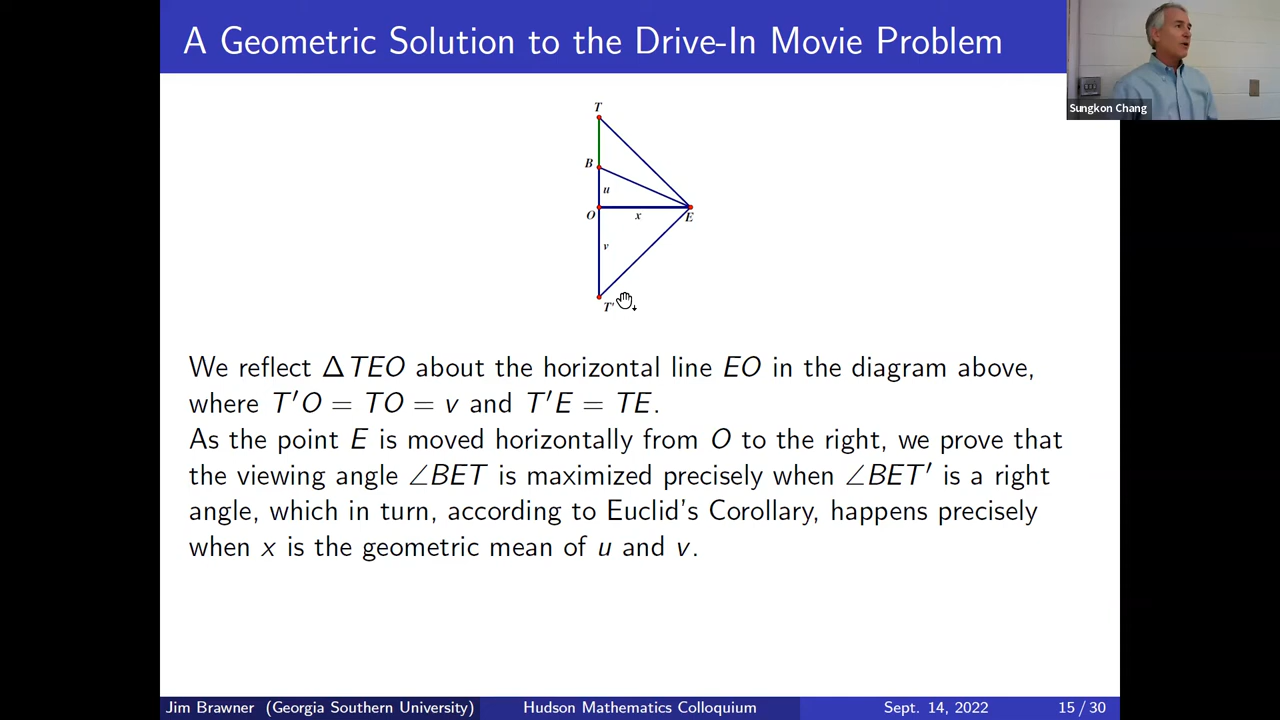 A Geometric Solution to the Drive-In Movie Problem
Sungkon Chang
T
B
u
O
x
E
v
T'
We reflect Δ TEO about the horizontal line EO in the diagram above,
where T′O = TO = v and T′E = TE.
As the point E is moved horizontally from O to the right, we prove that
the viewing angle ∠BET is maximized precisely when ∠BET′ is a right
angle, which in turn, according to Euclid's Corollary, happens precisely
when x is the geometric mean of u and v.
Jim Brawner (Georgia Southern University) Hudson Mathematics Colloquium Sept. 14, 2022 15 / 30